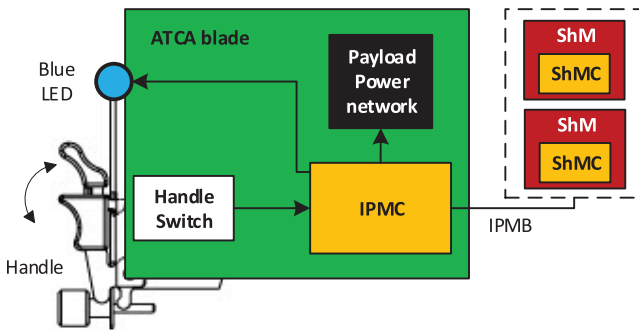 ATCA blade
Blue
LED
Payload
Power
network
ShM
ShMC
ShM
ShMC
Handle
Switch
IPMC
IPMB
Handle